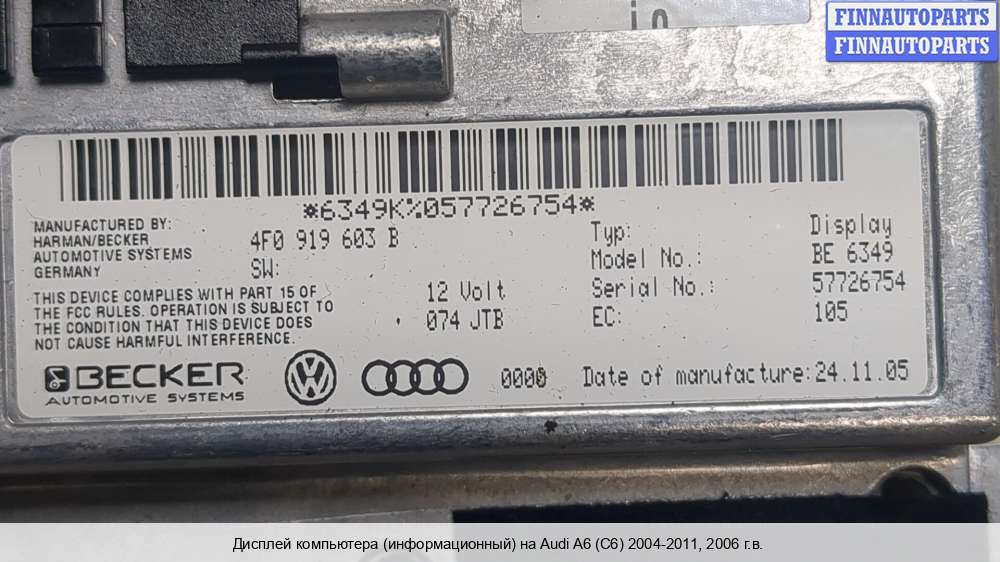 FINNAUTOPARTS
FINNAUTOPARTS
*6349K%057726754*
MANUFACTURED BY:
HARMAN/BECKER
AUTOMOTIVE SYSTEMS
GERMANY
4F0 919 603 B
SW:
Typ: Display
Model No.: BE 6349
Serial No.: 57726754
EC: 105
12 Volt
074 JTB
THIS DEVICE COMPLIES WITH PART 15 OF
THE FCC RULES. OPERATION IS SUBJECT TO
THE CONDITION THAT THIS DEVICE DOES
NOT CAUSE HARMFUL INTERFERENCE.
BECKER
AUTOMOTIVE SYSTEMS
0000
Date of manufacture: 24.11.05
Дисплей компьютера (информационный) на Audi A6 (C6) 2004-2011, 2006 г.в.